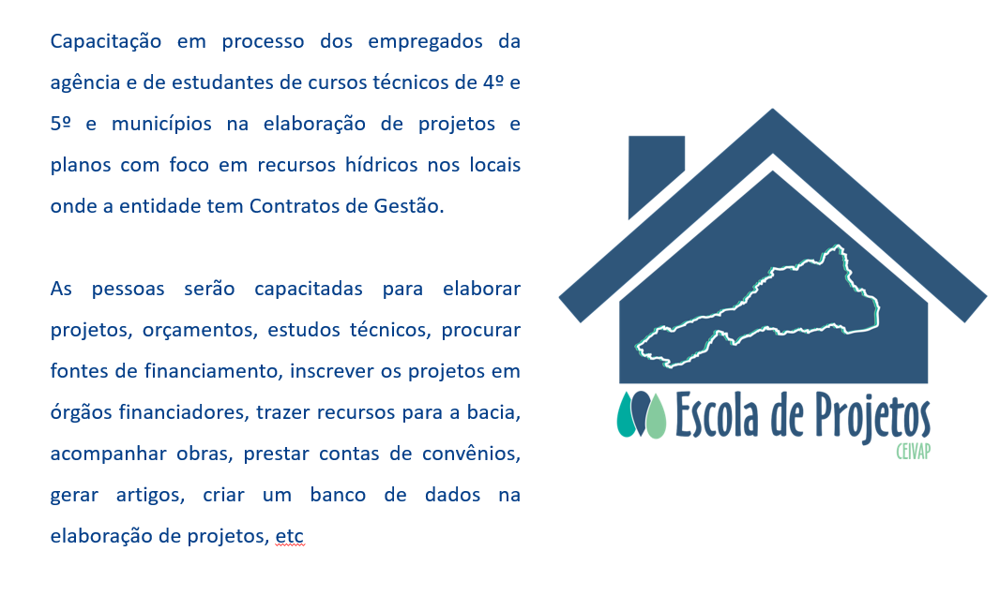 Capacitação em processo dos empregados da
agência e de estudantes de cursos técnicos de 4º e
5º e municípios na elaboração de projetos e
planos com foco em recursos hídricos nos locais
onde a entidade tem Contratos de Gestão.
As pessoas serão capacitadas para elaborar
projetos, orçamentos, estudos técnicos, procurar
fontes de financiamento, inscrever os projetos em
órgãos financiadores, trazer recursos para a bacia,
acompanhar obras, prestar contas de convênios,
gerar artigos, criar um banco de dados na
elaboração de projetos, etc
Escola de Projetos
CEIVAP